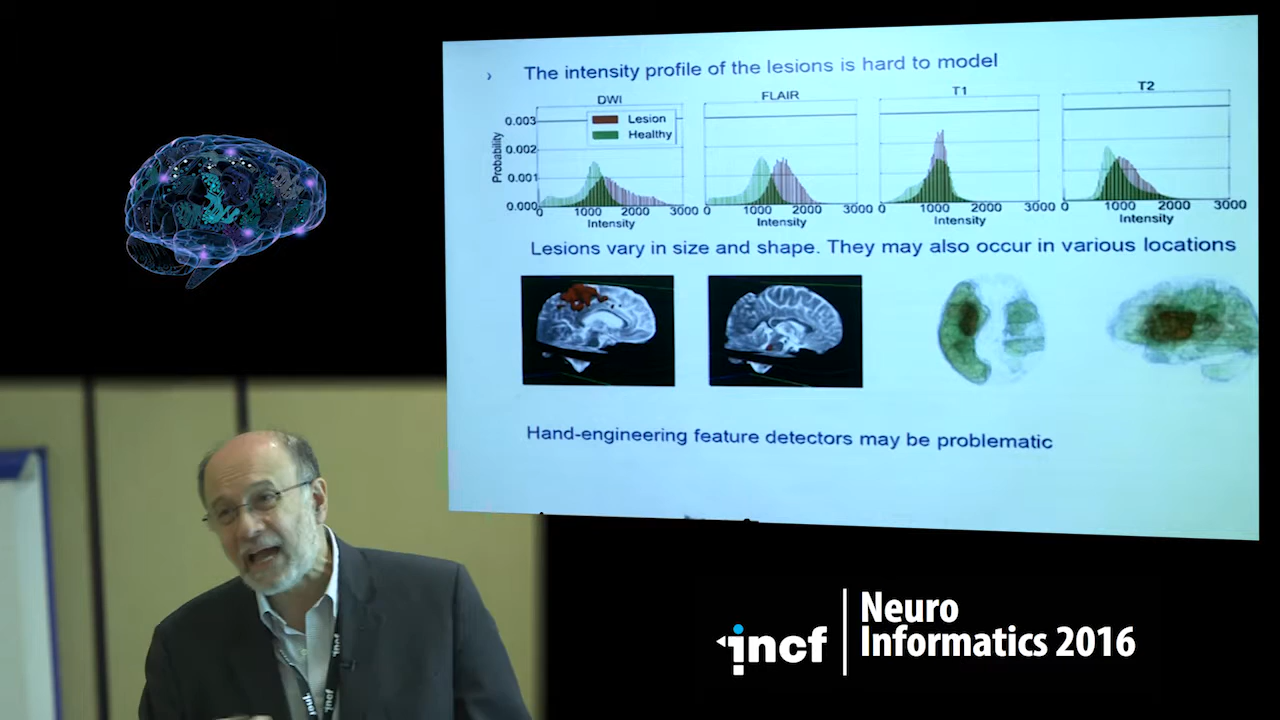 › The intensity profile of the lesions is hard to model
DWI
FLAIR
T1
T2
Probability
0.003
0.002
0.001
0.000
Lesion
Healthy
0 1000 2000 3000
0 1000 2000 3000
0 1000 2000 3000
0 1000 2000 3000
Intensity
Intensity
Intensity
Intensity
Lesions vary in size and shape. They may also occur in various locations
Hand-engineering feature detectors may be problematic
incf
Neuro
Informatics 2016
incf